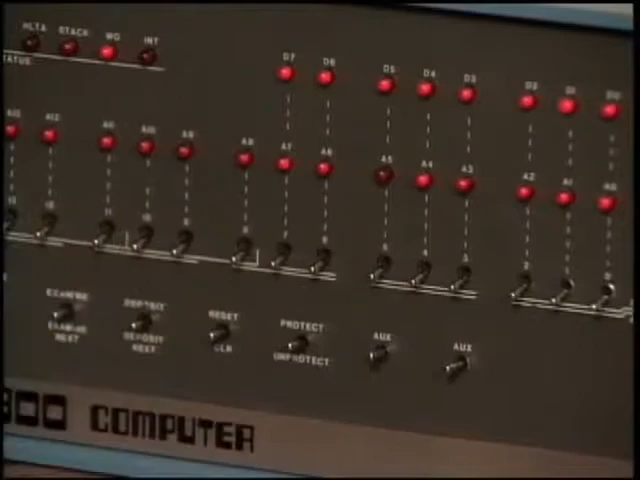 HLTA STACK WO INT
STATUS
D7 D6 D5 D4 D3 D2 D1 D0
A12 A11 A10 A9 A8 A7 A6 A5 A4 A3 A2 A1 A0
EXAMINE DEPOSIT RESET PROTECT AUX AUX
EXAMINE NEXT DEPOSIT NEXT CLR UNPROTECT
800 COMPUTER